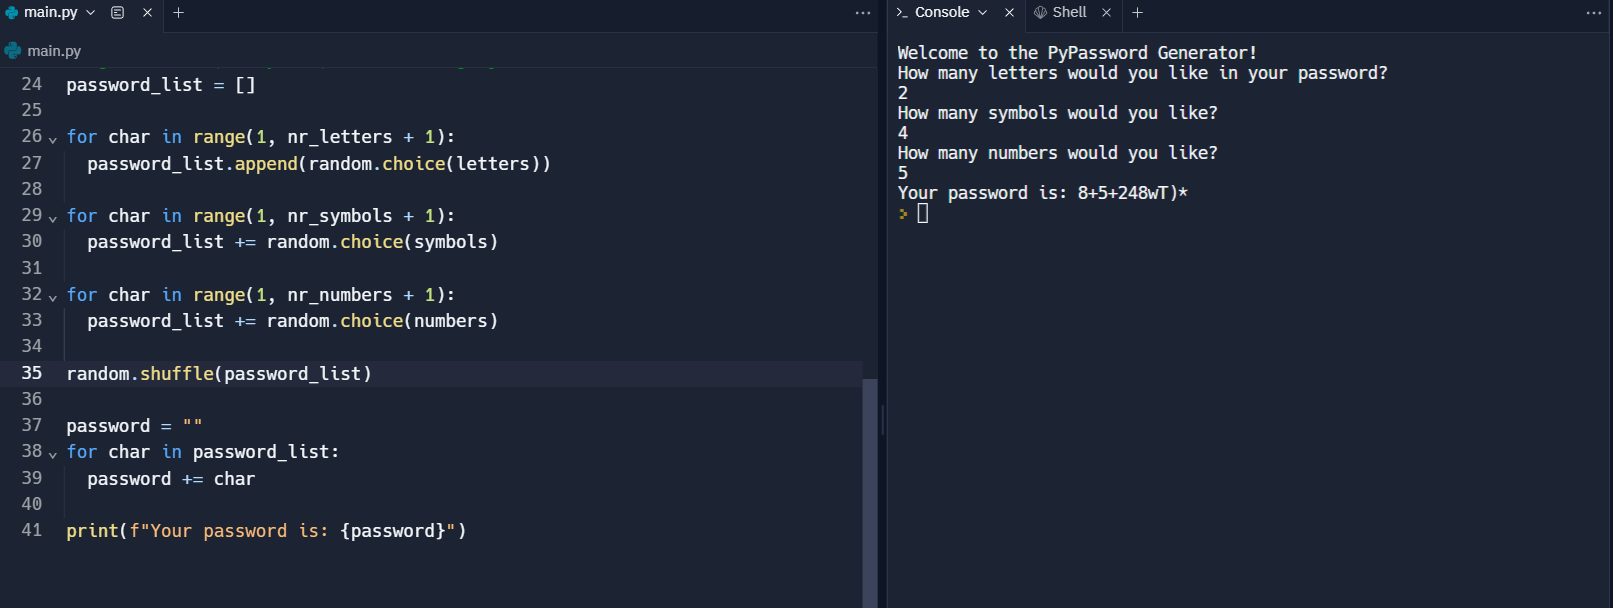 main.py
main.py
24 password_list = []
25
26 for char in range(1, nr_letters + 1):
27 password_list.append(random.choice(letters))
28
29 for char in range(1, nr_symbols + 1):
30 password_list += random.choice(symbols)
31
32 for char in range(1, nr_numbers + 1):
33 password_list += random.choice(numbers)
34
35 random.shuffle(password_list)
36
37 password = ""
38 for char in password_list:
39 password += char
40
41 print(f"Your password is: {password}")
Console Shell
Welcome to the PyPassword Generator!
How many letters would you like in your password?
2
How many symbols would you like?
4
How many numbers would you like?
5
Your password is: 8+5+248wT)*